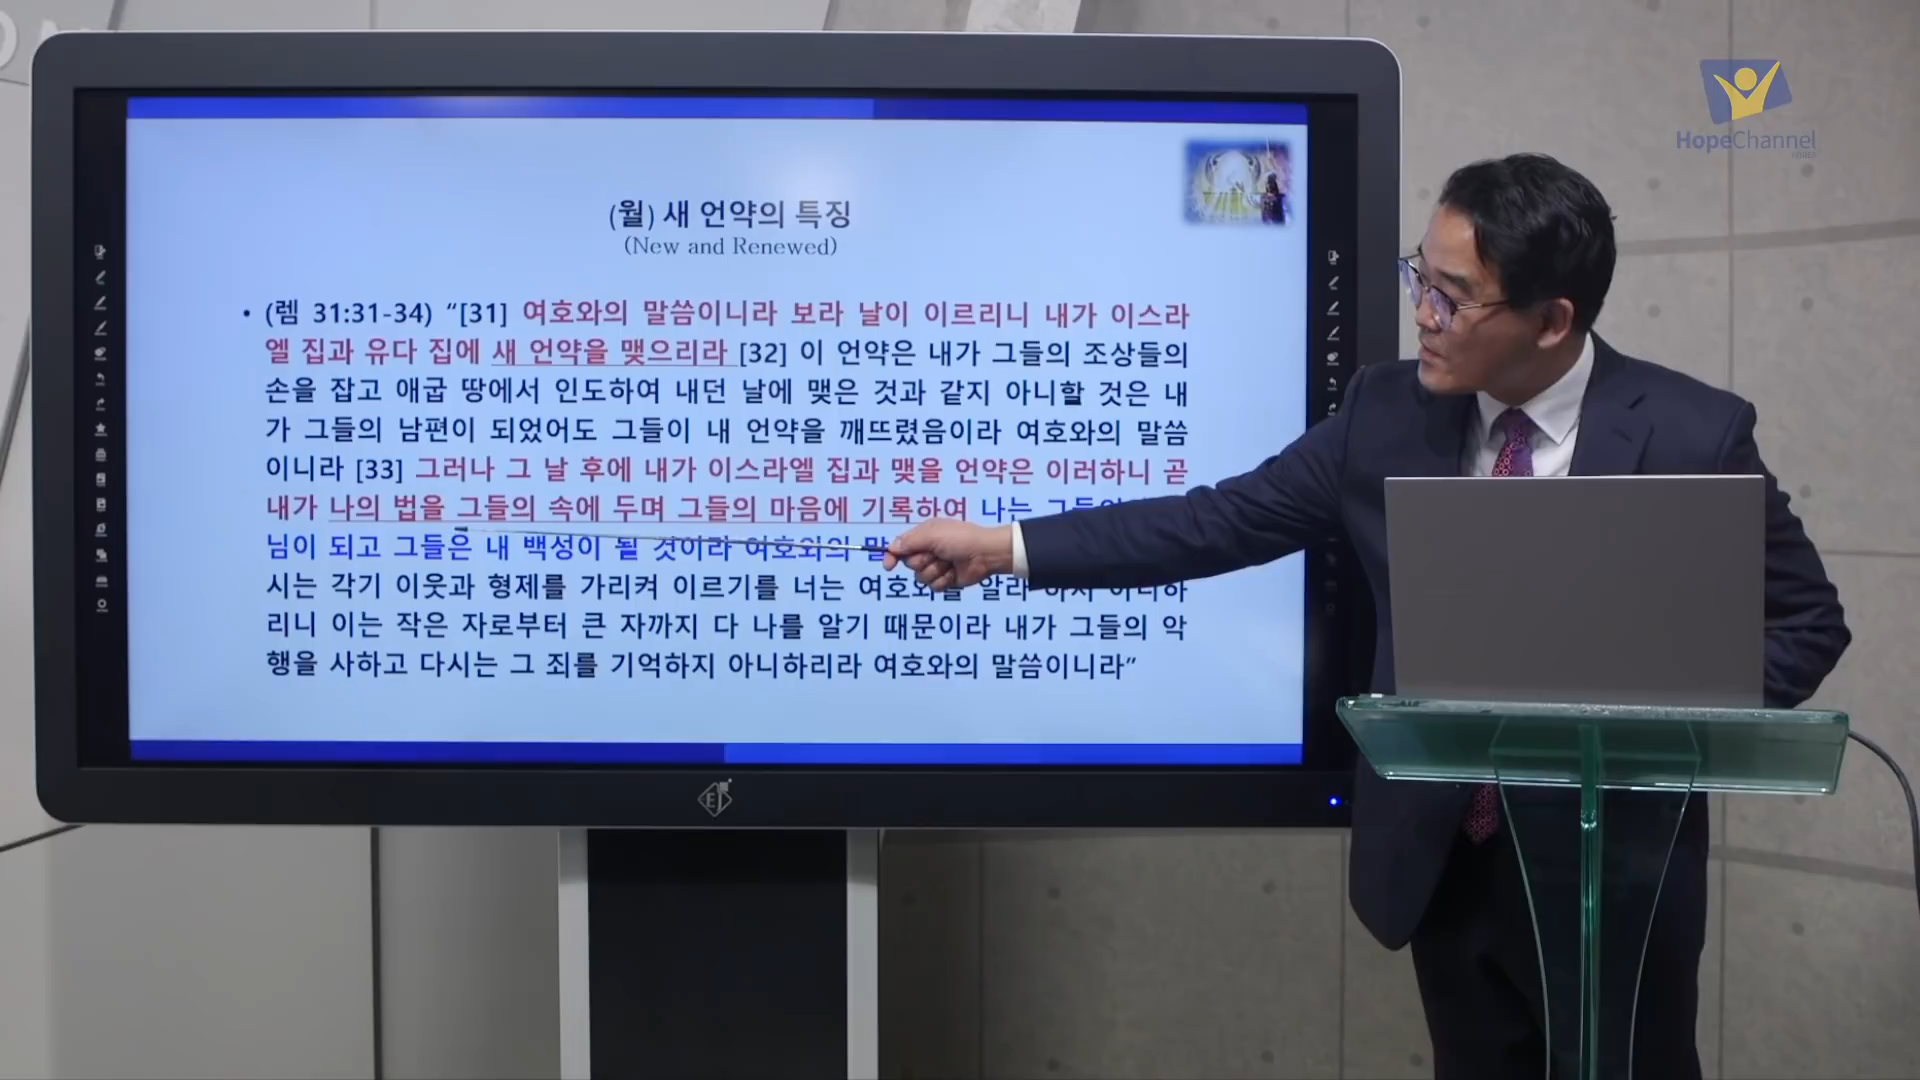 HopeChannel
KOREA
(월) 새 언약의 특징
(New and Renewed)
• (렘 31:31-34) “[31] 여호와의 말씀이니라 보라 날이 이르리니 내가 이스라
엘 집과 유다 집에 새 언약을 맺으리라 [32] 이 언약은 내가 그들의 조상들의
손을 잡고 애굽 땅에서 인도하여 내던 날에 맺은 것과 같지 아니할 것은 내
가 그들의 남편이 되었어도 그들이 내 언약을 깨뜨렸음이라 여호와의 말씀
이니라 [33] 그러나 그 날 후에 내가 이스라엘 집과 맺을 언약은 이러하니 곧
내가 나의 법을 그들의 속에 두며 그들의 마음에 기록하여 나는
님이 되고 그들은 내 백성이 될 것이라 여호와의
시는 각기 이웃과 형제를 가리켜 이르기를 너는 여호와를 알라
리니 이는 작은 자로부터 큰 자까지 다 나를 알기 때문이라 내가 그들의 악
행을 사하고 다시는 그 죄를 기억하지 아니하리라 여호와의 말씀이니라”